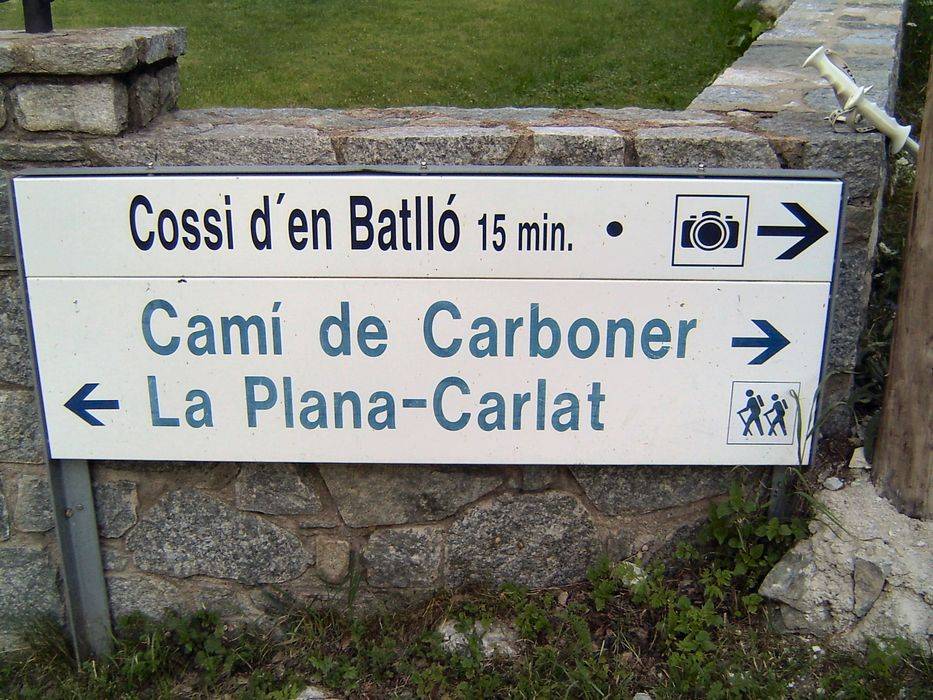 Cossi d´en Batlló 15 min. •
Camí de Carboner
La Plana-Carlat